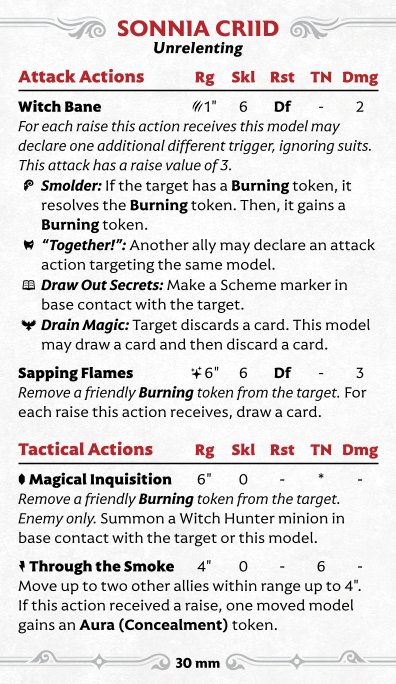 SONNIA CRIID
Unrelenting
Attack Actions Rg Skl Rst TN Dmg
Witch Bane 1" 6 Df - 2
For each raise this action receives this model may
declare one additional different trigger, ignoring suits.
This attack has a raise value of 3.
Smolder: If the target has a Burning token, it
resolves the Burning token. Then, it gains a
Burning token.
“Together!”: Another ally may declare an attack
action targeting the same model.
Draw Out Secrets: Make a Scheme marker in
base contact with the target.
Drain Magic: Target discards a card. This model
may draw a card and then discard a card.
Sapping Flames 6" 6 Df - 3
Remove a friendly Burning token from the target. For
each raise this action receives, draw a card.
Tactical Actions Rg Skl Rst TN Dmg
Magical Inquisition 6" 0 - * -
Remove a friendly Burning token from the target.
Enemy only. Summon a Witch Hunter minion in
base contact with the target or this model.
Through the Smoke 4" 0 - 6 -
Move up to two other allies within range up to 4".
If this action received a raise, one moved model
gains an Aura (Concealment) token.
30 mm